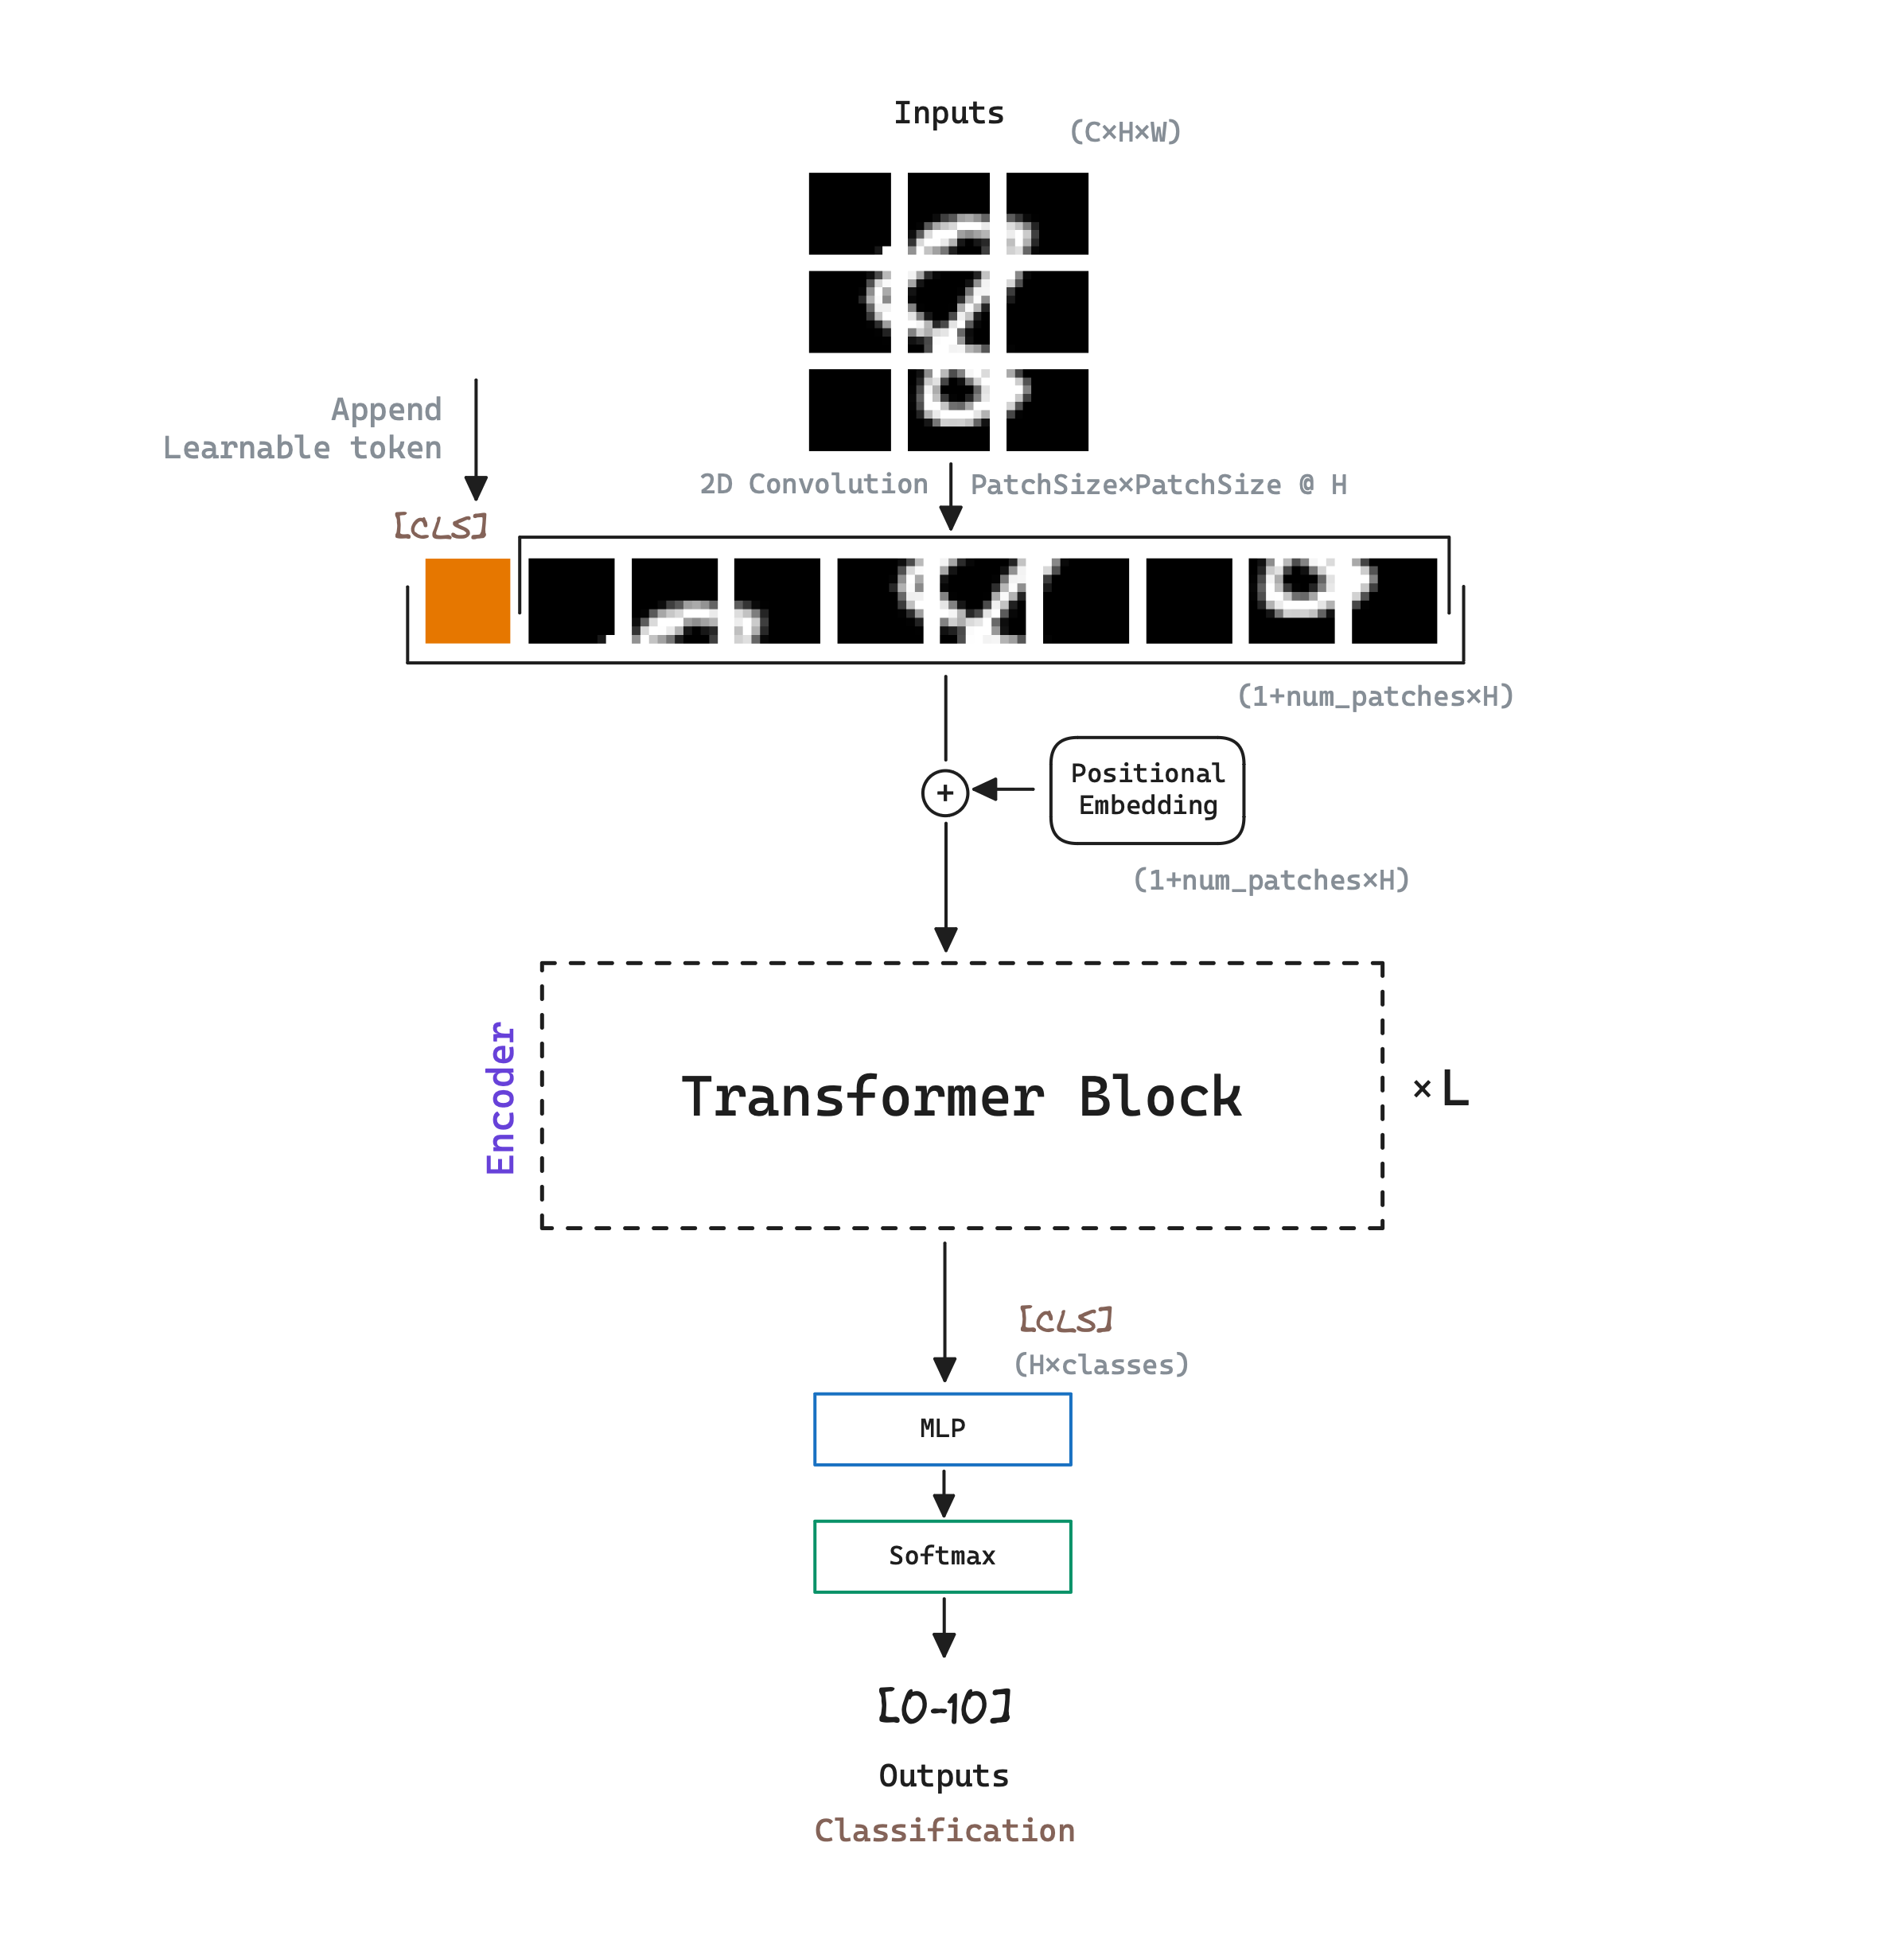 Inputs
(C×H×W)
Append
Learnable token
2D Convolution
PatchSize×PatchSize @ H
[CLS]
(1+num_patches×H)
+
Positional
Embedding
(1+num_patches×H)
Encoder
Transformer Block
×L
[CLS]
(H×classes)
MLP
Softmax
[0-10]
Outputs
Classification